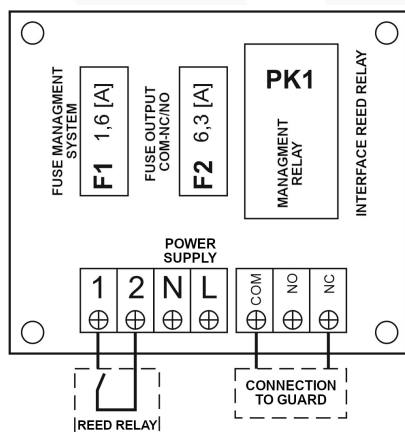 FUSE MANAGMENT
SYSTEM
F1 1,6 [A]
FUSE OUTPUT
COM-NC/NO
F2 6,3 [A]
PK1
MANAGMENT
RELAY
INTERFACE REED RELAY
POWER
SUPPLY
1 2 N L
COM NO NC
REED RELAY
CONNECTION
TO GUARD